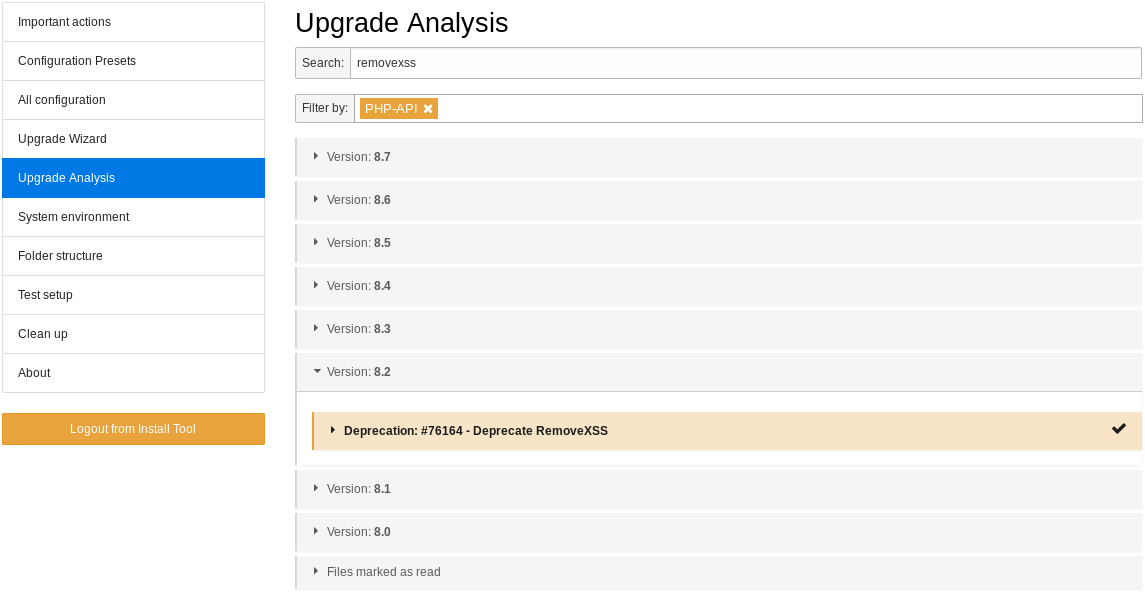 Important actions
Configuration Presets
All configuration
Upgrade Wizard
Upgrade Analysis
System environment
Folder structure
Test setup
Clean up
About
Logout from Install Tool
Upgrade Analysis
Search: removexss
Filter by: PHP-API
Version: 8.7
Version: 8.6
Version: 8.5
Version: 8.4
Version: 8.3
Version: 8.2
Deprecation: #76164 - Deprecate RemoveXSS
Version: 8.1
Version: 8.0
Files marked as read